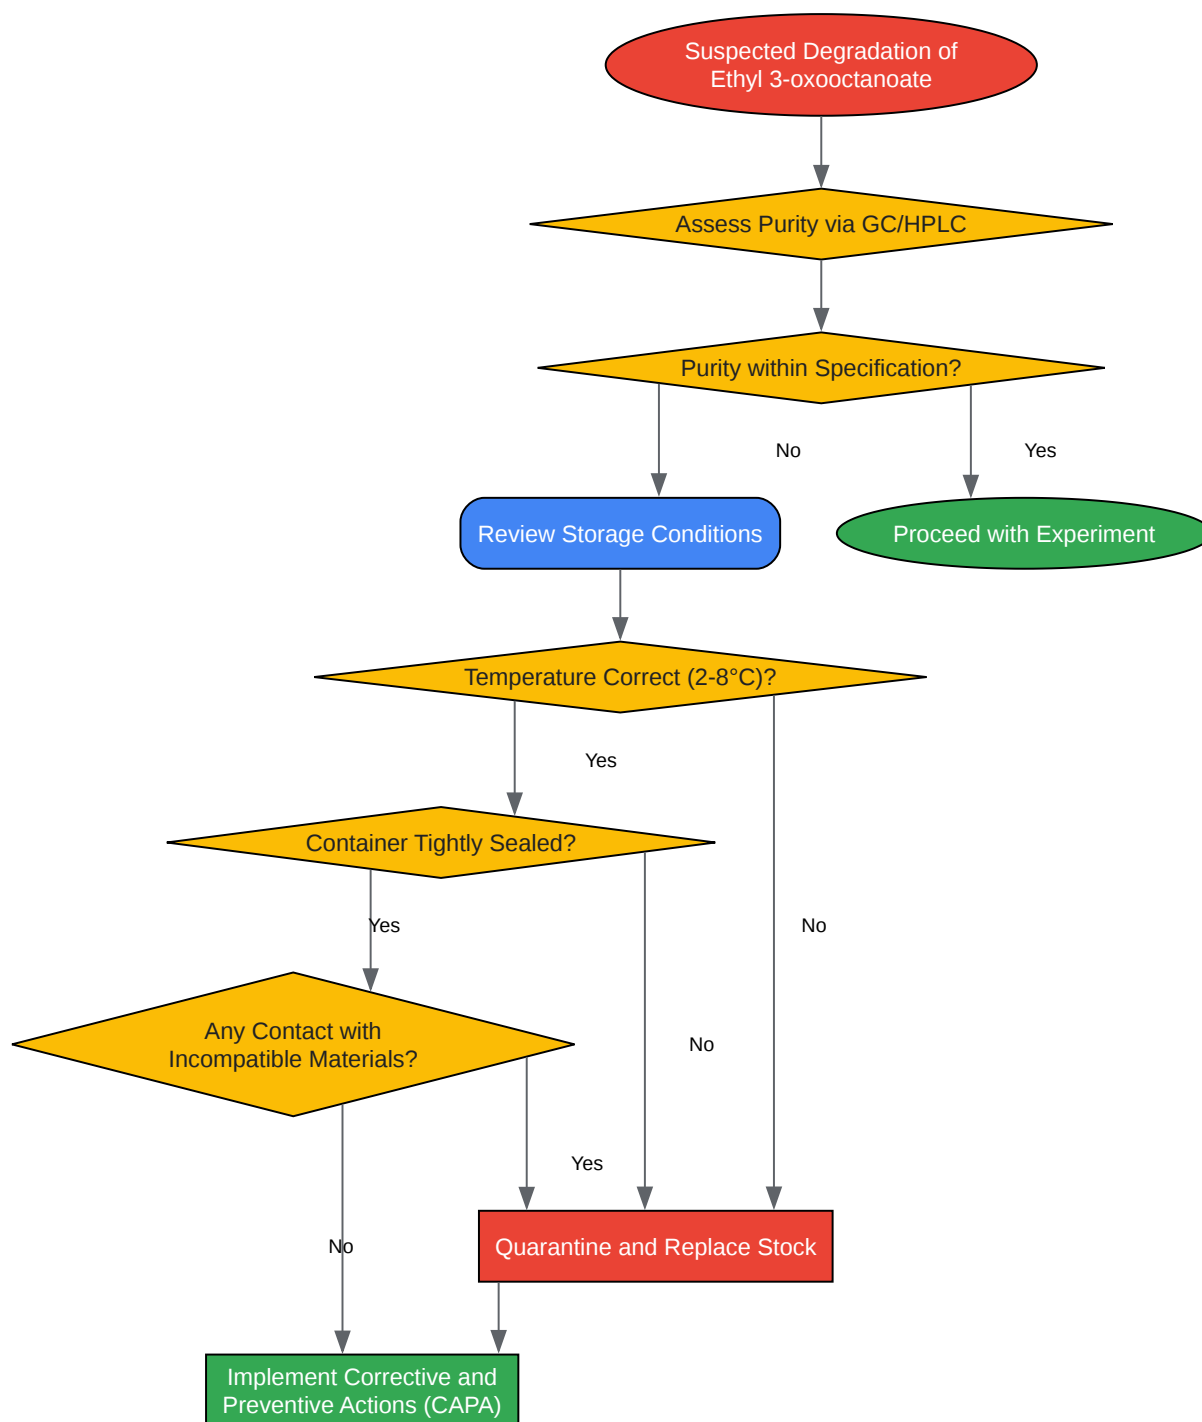 Suspected Degradation of
Ethyl 3-oxooctanoate
Assess Purity via GC/HPLC
Purity within Specification?
No
Yes
Review Storage Conditions
Proceed with Experiment
Temperature Correct (2-8°C)?
Yes
Container Tightly Sealed?
Yes
No
Any Contact with
Incompatible Materials?
No
Yes
Quarantine and Replace Stock
No
Implement Corrective and
Preventive Actions (CAPA)